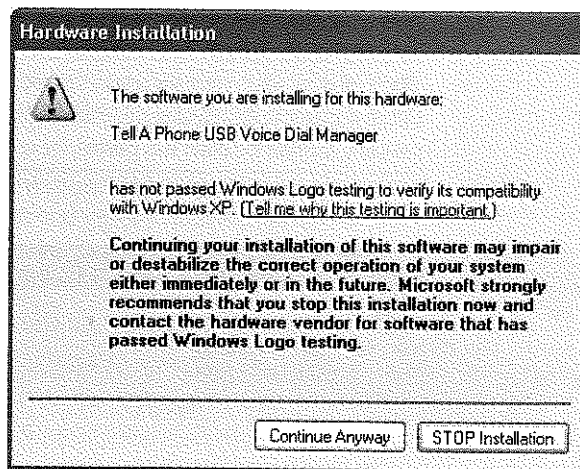 Hardware Installation
The software you are installing for this hardware:
Tell A Phone USB Voice Dial Manager
has not passed Windows Logo testing to verify its compatibility
with Windows XP. (Tell me why this testing is important.)
Continuing your installation of this software may impair
or destabilize the correct operation of your system
either immediately or in the future. Microsoft strongly
recommends that you stop this installation now and
contact the hardware vendor for software that has
passed Windows Logo testing.
Continue Anyway
STOP Installation